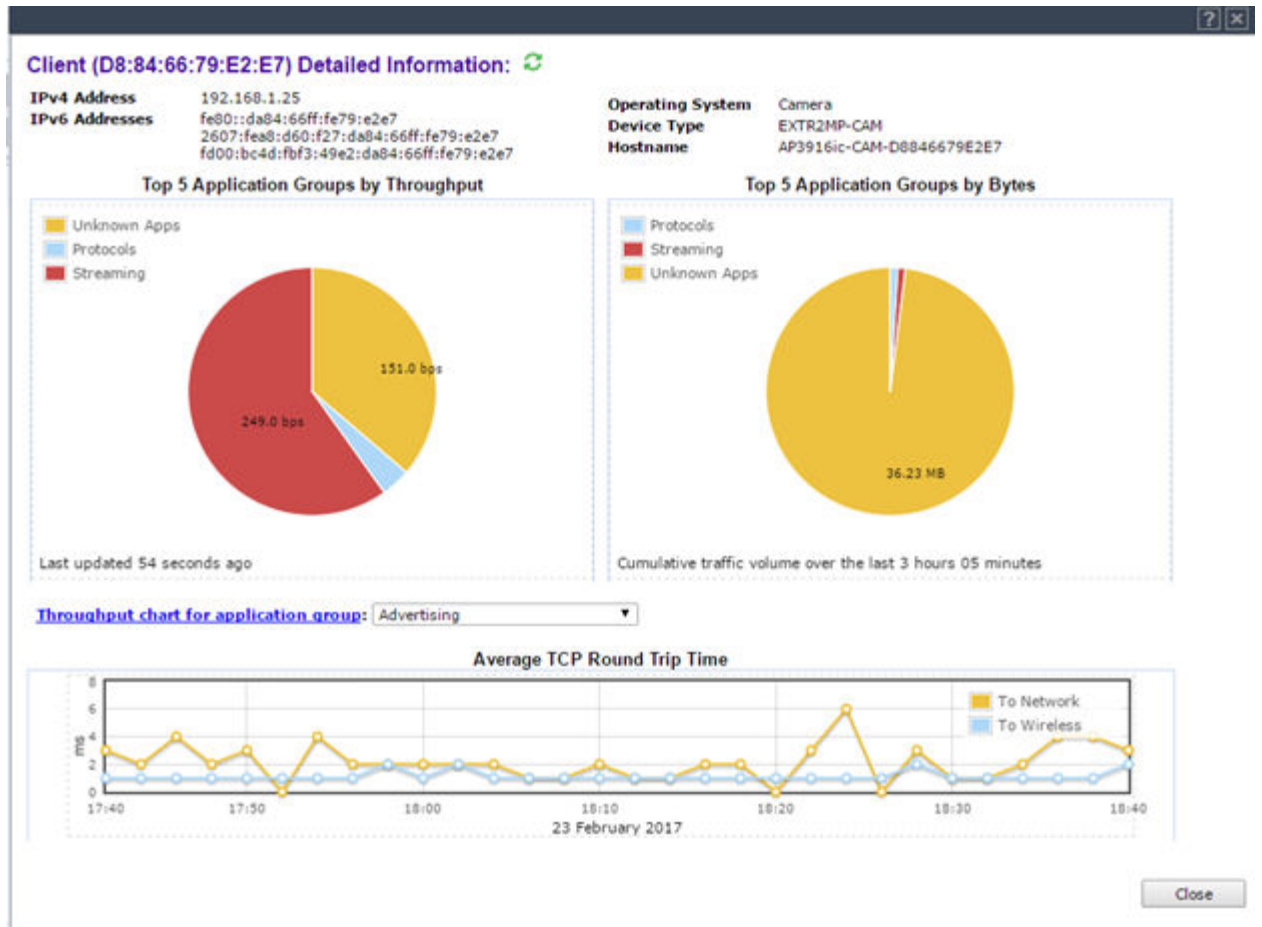 ? ×
Client (D8:84:66:79:E2:E7) Detailed Information:
IPv4 Address 192.168.1.25
IPv6 Addresses fe80::da84:66ff:fe79:e2e7
2607:fea8:d60:f27:da84:66ff:fe79:e2e7
fd00:bc4d:fbf3:49e2:da84:66ff:fe79:e2e7
Operating System Camera
Device Type EXTR2MP-CAM
Hostname AP3916ic-CAM-D8846679E2E7
Top 5 Application Groups by Throughput
Unknown Apps
Protocols
Streaming
151.0 bps
249.0 bps
Last updated 54 seconds ago
Top 5 Application Groups by Bytes
Protocols
Streaming
Unknown Apps
36.23 MB
Cumulative traffic volume over the last 3 hours 05 minutes
Throughput chart for application group: Advertising
Average TCP Round Trip Time
8
6
4
2
0
ms
To Network
To Wireless
17:40 17:50 18:00 18:10 18:20 18:30 18:40
23 February 2017
Close